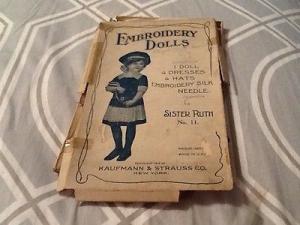 EMBROIDERY
DOLLS
1 DOLL
4 DRESSES
4 HATS
EMBROIDERY SILK
NEEDLE.
SISTER RUTH
No. 11.
KAUFMANN & STRAUSS CO.
NEW YORK